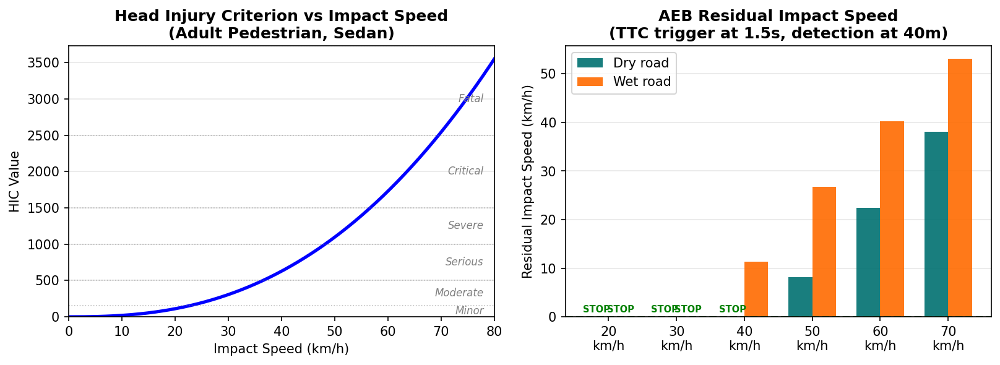 Head Injury Criterion vs Impact Speed
(Adult Pedestrian, Sedan)
HIC Value
3500
3000
2500
2000
1500
1000
500
0
Fatal
Critical
Severe
Serious
Moderate
Minor
0 10 20 30 40 50 60 70 80
Impact Speed (km/h)
AEB Residual Impact Speed
(TTC trigger at 1.5s, detection at 40m)
Dry road
Wet road
Residual Impact Speed (km/h)
50
40
30
20
10
0
STOP STOP STOP STOP STOP
20 30 40 50 60 70
km/h km/h km/h km/h km/h km/h